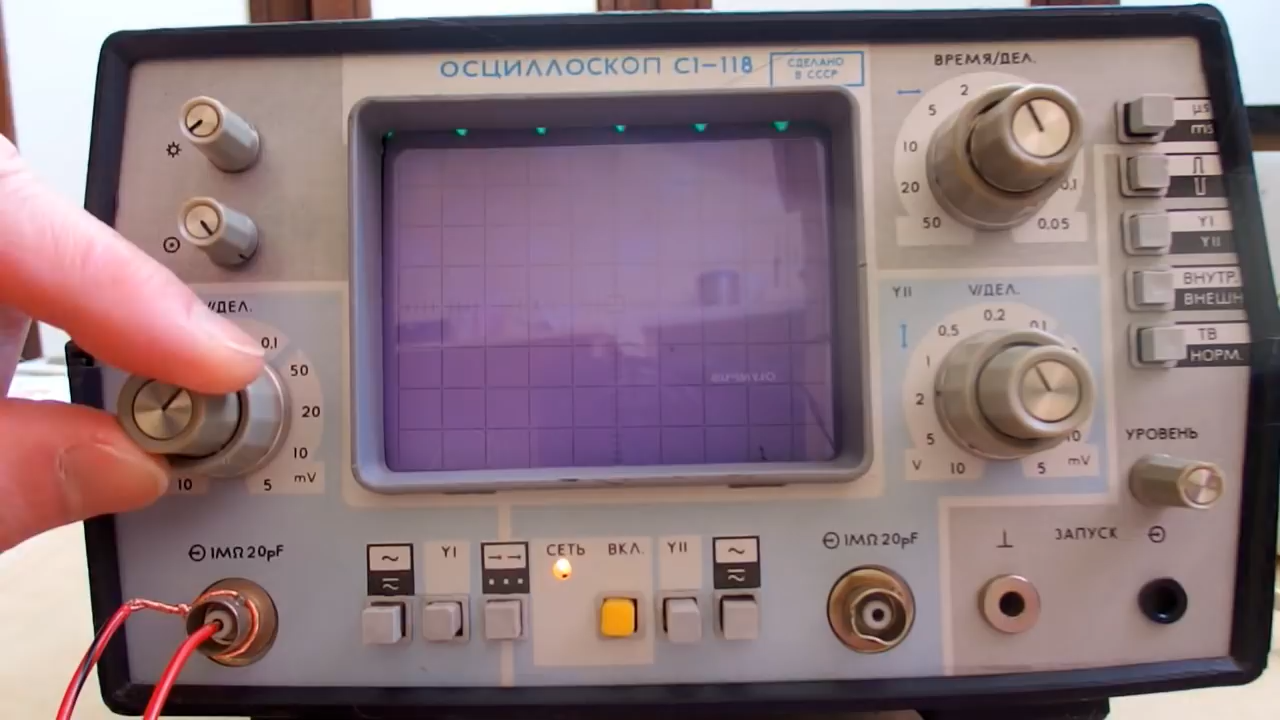 ОСЦИЛЛОСКОП С1-118
СДЕЛАНО
В СССР
ВРЕМЯ/ДЕЛ.
2
5
10
20
50
0,1
0,05
µs
ms
YI
YII
ВНУТР.
ВНЕШН
ТВ
НОРМ.
V/ДЕЛ.
0,1
50
20
10
mV
5
10
YII
V/ДЕЛ.
0,2
0,5
0,1
1
2
5
V
10
5
mV
10
УРОВЕНЬ
1MΩ 20pF
YI
СЕТЬ
ВКЛ.
YII
1MΩ 20pF
ЗАПУСК